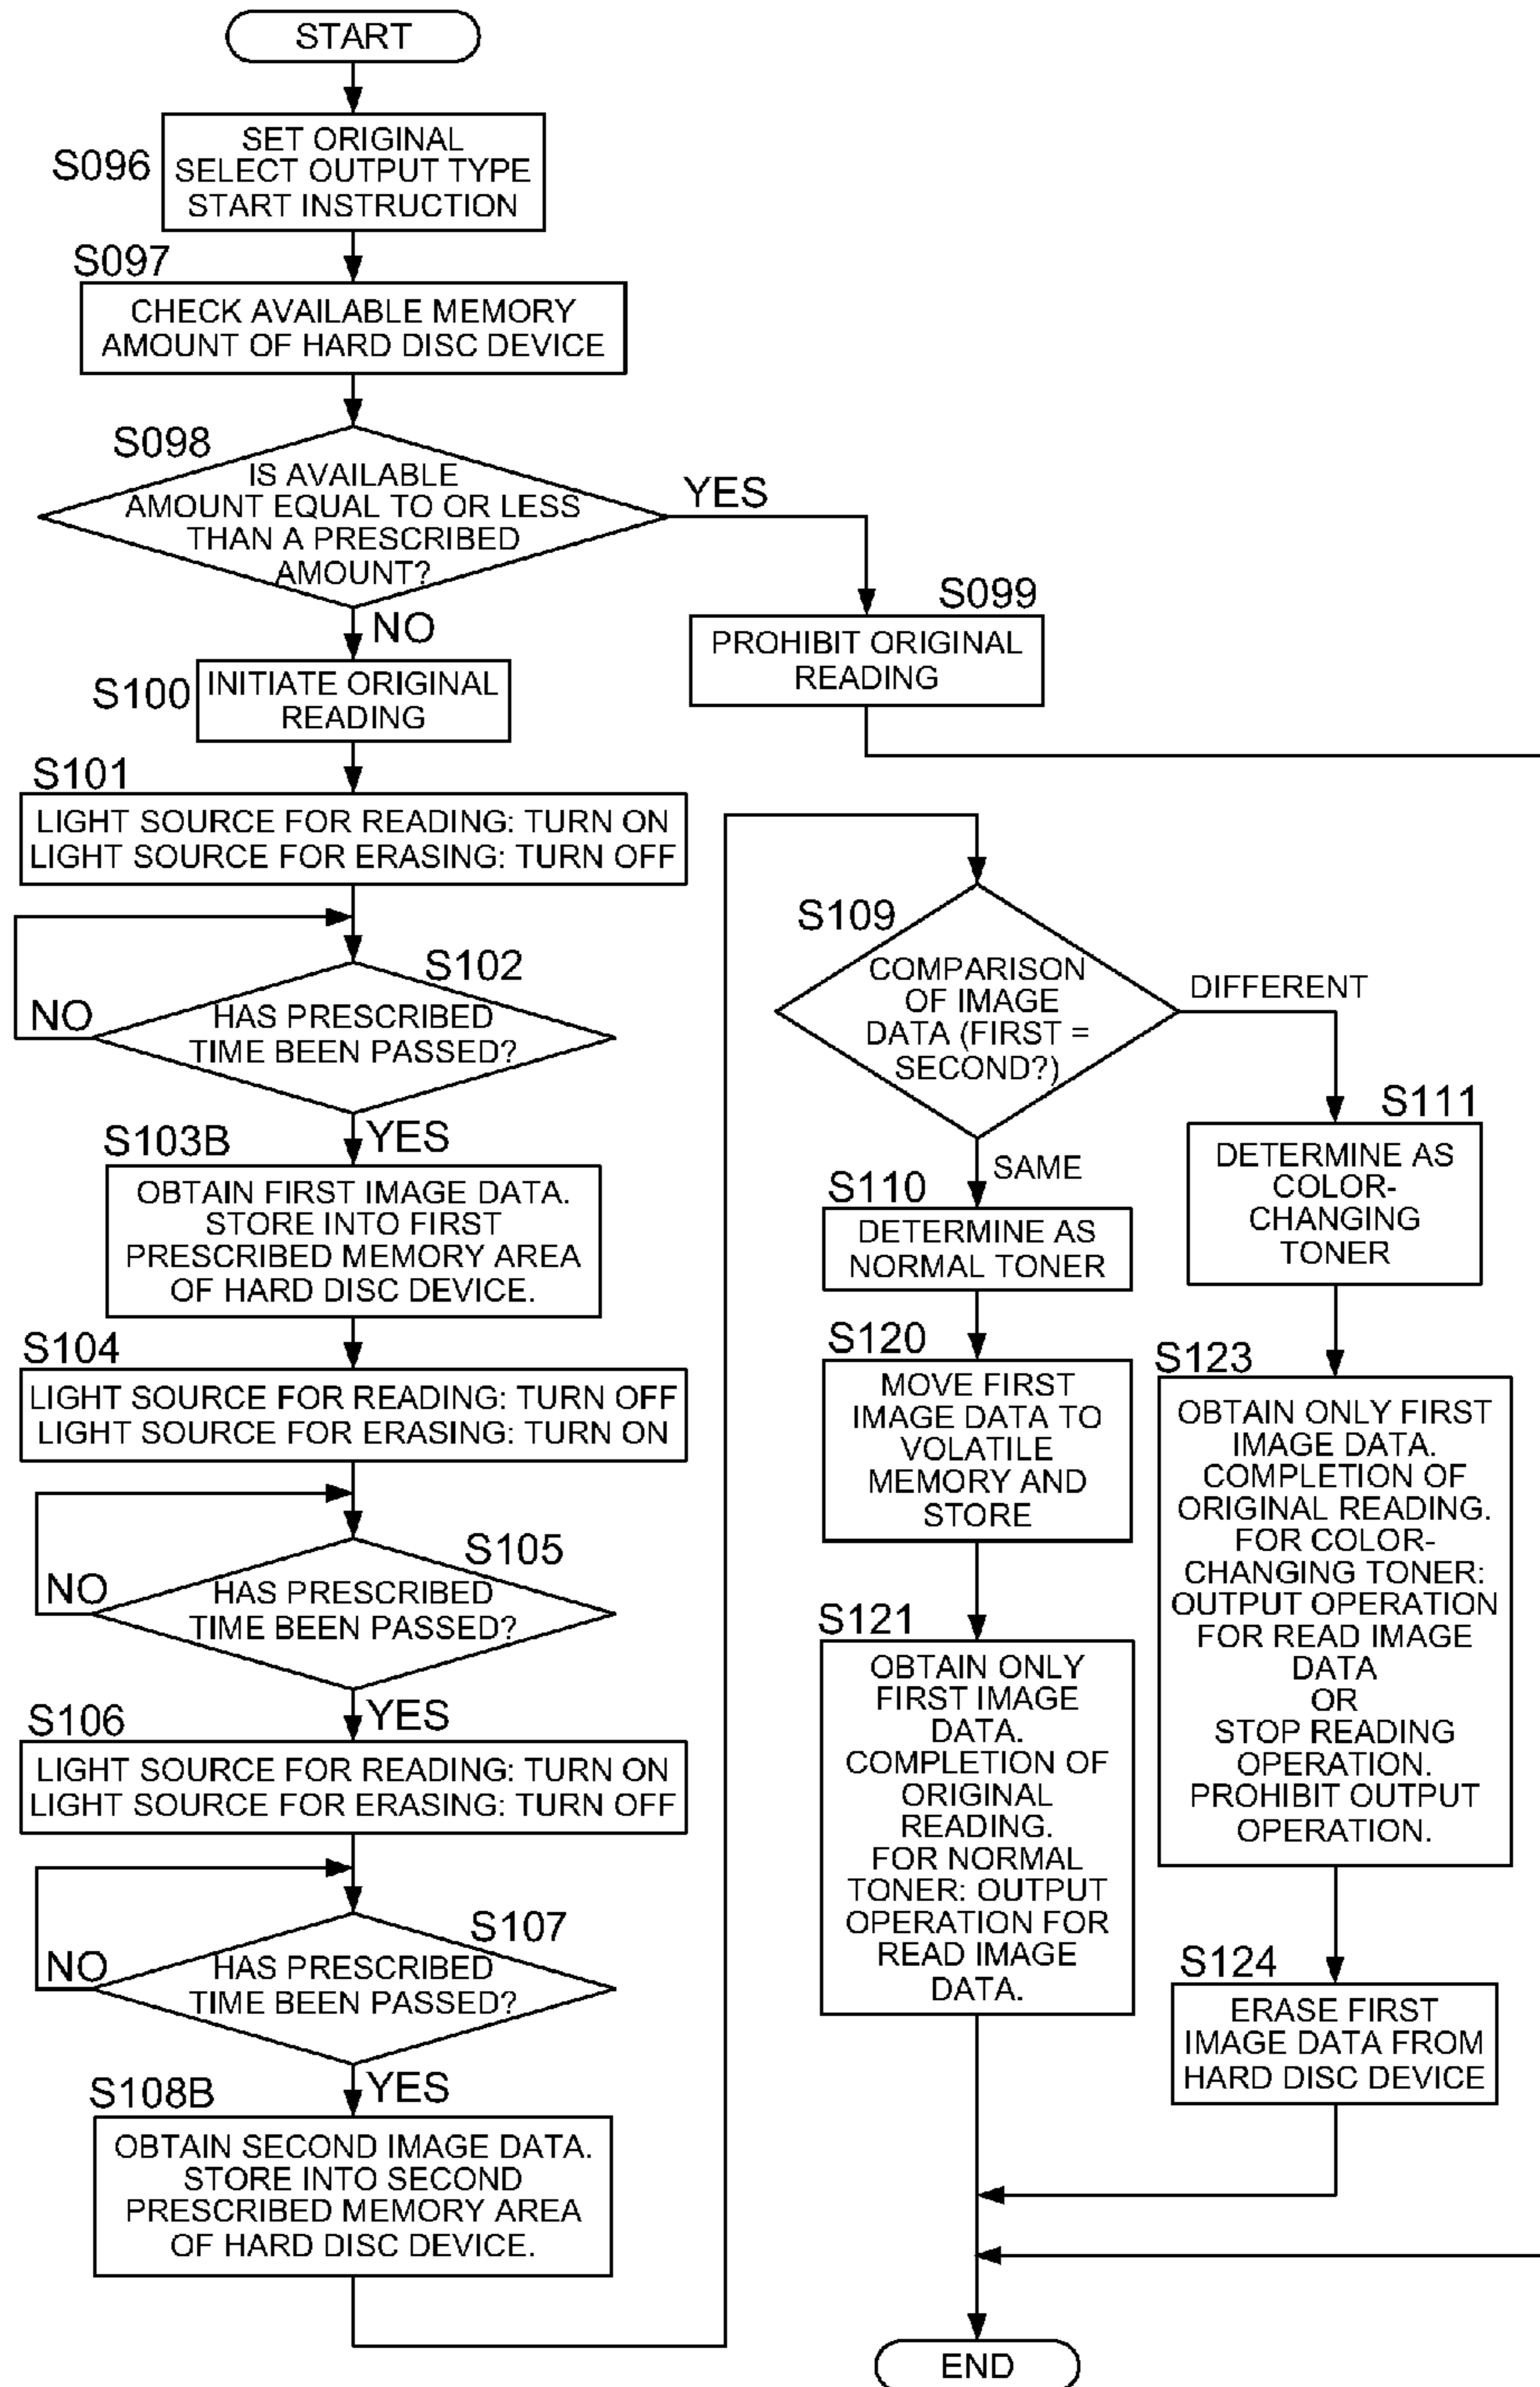 START
S096
SET ORIGINAL
SELECT OUTPUT TYPE
START INSTRUCTION
S097
CHECK AVAILABLE MEMORY
AMOUNT OF HARD DISC DEVICE
S098
IS AVAILABLE
AMOUNT EQUAL TO OR LESS
THAN A PRESCRIBED
AMOUNT?
YES
NO
S099
PROHIBIT ORIGINAL
READING
S100
INITIATE ORIGINAL
READING
S101
LIGHT SOURCE FOR READING: TURN ON
LIGHT SOURCE FOR ERASING: TURN OFF
S102
HAS PRESCRIBED
TIME BEEN PASSED?
NO
YES
S103B
OBTAIN FIRST IMAGE DATA.
STORE INTO FIRST
PRESCRIBED MEMORY AREA
OF HARD DISC DEVICE.
S104
LIGHT SOURCE FOR READING: TURN OFF
LIGHT SOURCE FOR ERASING: TURN ON
S105
HAS PRESCRIBED
TIME BEEN PASSED?
NO
YES
S106
LIGHT SOURCE FOR READING: TURN ON
LIGHT SOURCE FOR ERASING: TURN OFF
S107
HAS PRESCRIBED
TIME BEEN PASSED?
NO
YES
S108B
OBTAIN SECOND IMAGE DATA.
STORE INTO SECOND
PRESCRIBED MEMORY AREA
OF HARD DISC DEVICE.
S109
COMPARISON
OF IMAGE
DATA (FIRST =
SECOND?)
DIFFERENT
SAME
S110
DETERMINE AS
NORMAL TONER
S120
MOVE FIRST
IMAGE DATA TO
VOLATILE
MEMORY AND
STORE
S121
OBTAIN ONLY
FIRST IMAGE
DATA.
COMPLETION OF
ORIGINAL
READING.
FOR NORMAL
TONER: OUTPUT
OPERATION FOR
READ IMAGE
DATA.
S111
DETERMINE AS
COLOR-
CHANGING
TONER
S123
OBTAIN ONLY FIRST
IMAGE DATA.
COMPLETION OF
ORIGINAL READING.
FOR COLOR-
CHANGING TONER:
OUTPUT OPERATION
FOR READ IMAGE
DATA
OR
STOP READING
OPERATION.
PROHIBIT OUTPUT
OPERATION.
S124
ERASE FIRST
IMAGE DATA FROM
HARD DISC DEVICE
END